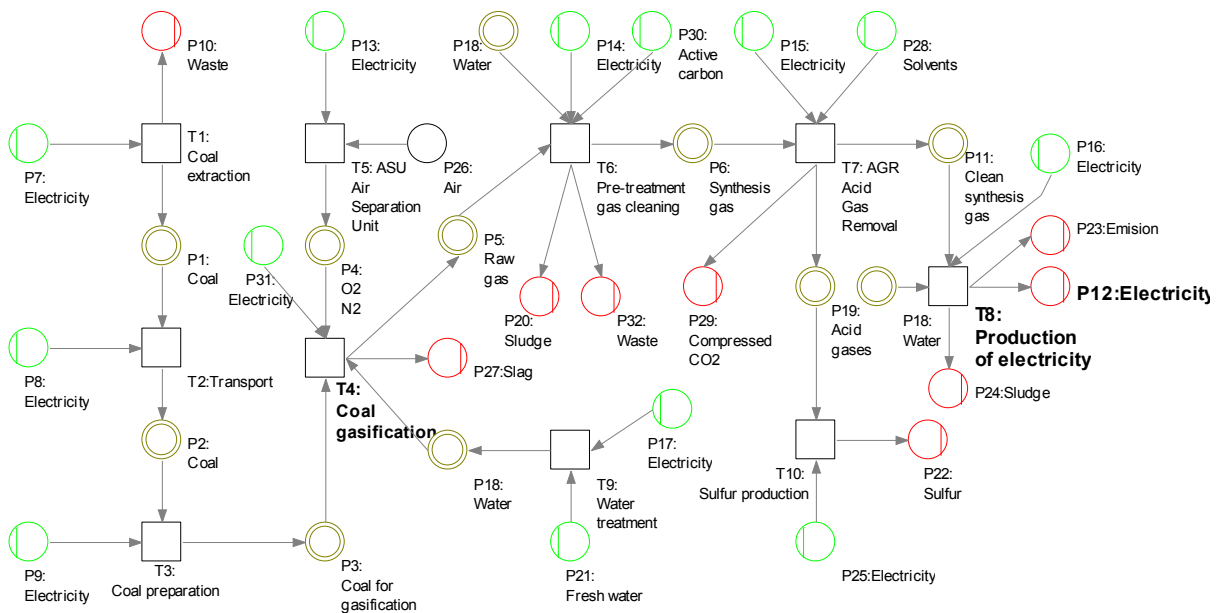 P10:
Waste
P13:
Electricity
P18:
Water
P14:
Electricity
P30:
Active
carbon
P15:
Electricity
P28:
Solvents
P7:
Electricity
T1:
Coal
extraction
T5: ASU
Air
Separation
Unit
P26:
Air
T6:
Pre-treatment
gas cleaning
P6:
Synthesis
gas
T7: AGR
Acid
Gas
Removal
P11:
Clean
synthesis
gas
P16:
Electricity
P23:Emision
P1:
Coal
P31:
Electricity
P4:
O2
N2
P5:
Raw
gas
P20:
Sludge
P32:
Waste
P29:
Compressed
CO2
P19:
Acid
gases
P18:
Water
P12:Electricity
T8:
Production
of electricity
P8:
Electricity
T2:Transport
T4:
Coal
gasification
P27:Slag
P24:Sludge
P2:
Coal
P18:
Water
P17:
Electricity
T9:
Water
treatment
T10:
Sulfur production
P22:
Sulfur
P9:
Electricity
T3:
Coal preparation
P3:
Coal for
gasification
P21:
Fresh water
P25:Electricity